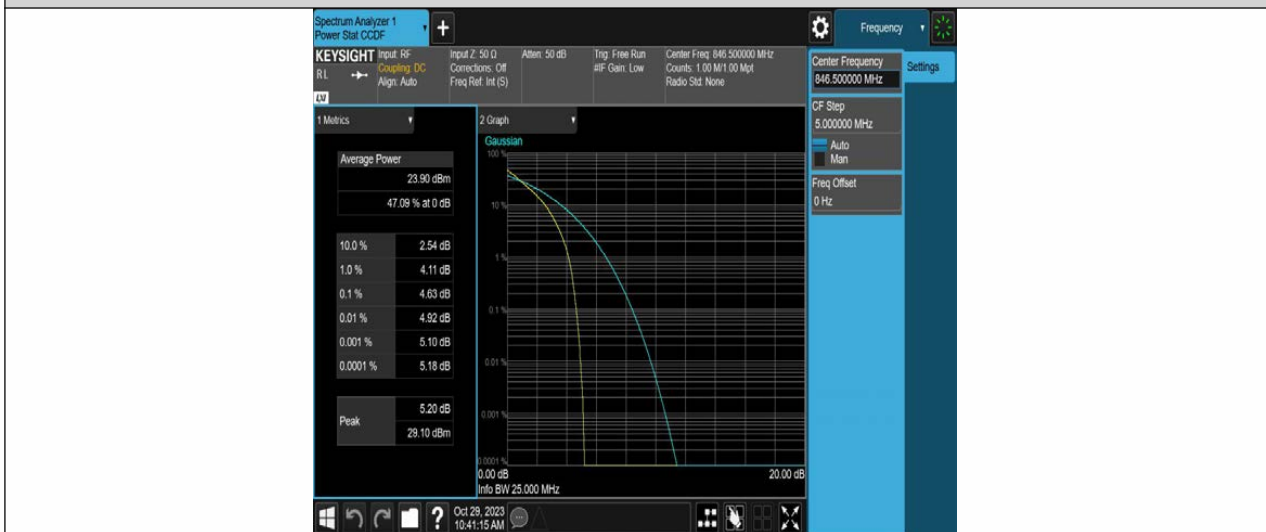 Spectrum Analyzer 1
Power Stat CCDF
+
Frequency
KEYSIGHT
Input: RF
Coupling: DC
Align: Auto
Input Z: 50 Ω
Corrections: Off
Freq Ref: Int (S)
Atten: 50 dB
Trig: Free Run
#IF Gain: Low
Center Freq: 846.500000 MHz
Counts: 1.00 M/1.00 Mpt
Radio Std: None
RL
LXI
Center Frequency
846.500000 MHz
Settings
CF Step
5.000000 MHz
Auto
Man
Freq Offset
0 Hz
1 Metrics
Average Power
23.90 dBm
47.09 % at 0 dB
10.0 % 2.54 dB
1.0 % 4.11 dB
0.1 % 4.63 dB
0.01 % 4.92 dB
0.001 % 5.10 dB
0.0001 % 5.18 dB
Peak
5.20 dB
29.10 dBm
2 Graph
Gaussian
100 %
10 %
1 %
0.1 %
0.01 %
0.001 %
0.0001 %
0.00 dB 20.00 dB
Info BW 25.000 MHz
?
Oct 29, 2023
10:41:15 AM